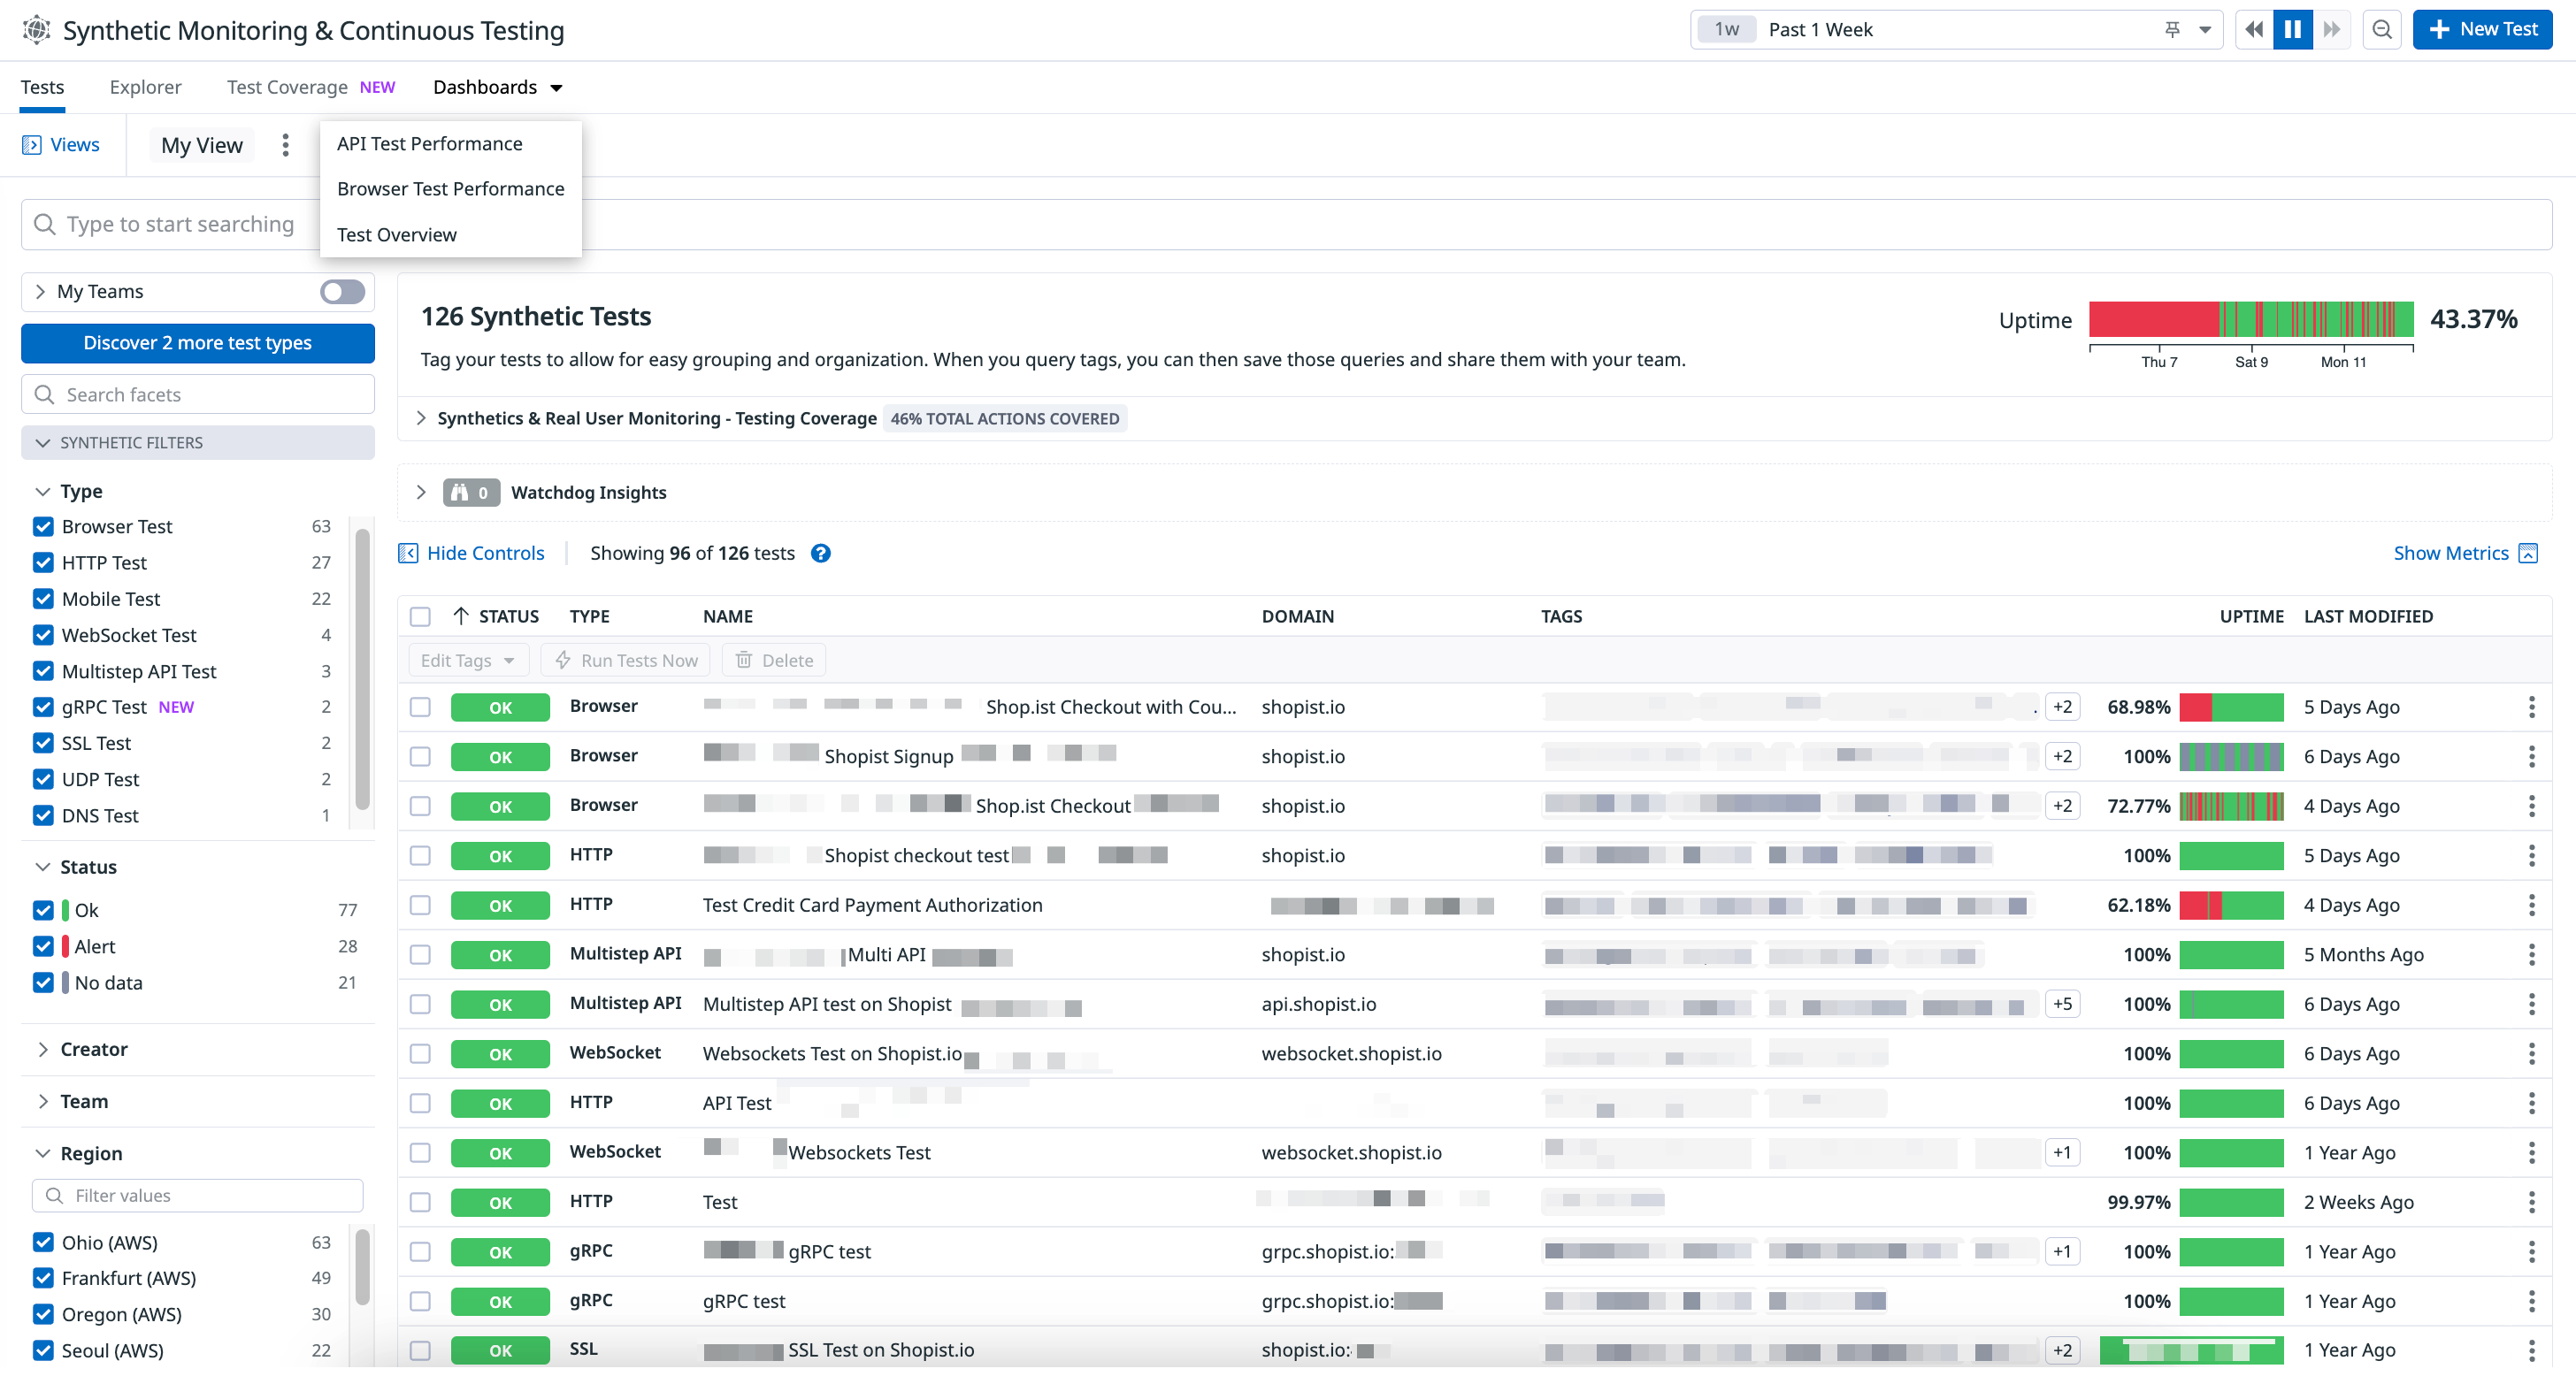 Synthetic Monitoring & Continuous Testing
1w Past 1 Week
New Test
Tests Explorer Test Coverage NEW Dashboards
Views My View
API Test Performance
Browser Test Performance
Test Overview
Type to start searching
My Teams
Discover 2 more test types
Search facets
SYNTHETIC FILTERS
Type
Browser Test 63
HTTP Test 27
Mobile Test 22
WebSocket Test 4
Multistep API Test 3
gRPC Test NEW 2
SSL Test 2
UDP Test 2
DNS Test 1
Status
Ok 77
Alert 28
No data 21
Creator
Team
Region
Filter values
Ohio (AWS) 63
Frankfurt (AWS) 49
Oregon (AWS) 30
Seoul (AWS) 22
126 Synthetic Tests
Tag your tests to allow for easy grouping and organization. When you query tags, you can then save those queries and share them with your team.
Uptime 43.37%
Thu 7 Sat 9 Mon 11
Synthetics & Real User Monitoring - Testing Coverage 46% TOTAL ACTIONS COVERED
0 Watchdog Insights
Hide Controls Showing 96 of 126 tests ? Show Metrics
STATUS TYPE NAME DOMAIN TAGS UPTIME LAST MODIFIED
Edit Tags Run Tests Now Delete
OK Browser Shop.ist Checkout with Cou... shopist.io +2 68.98% 5 Days Ago
OK Browser Shopist Signup shopist.io +2 100% 6 Days Ago
OK Browser Shop.ist Checkout shopist.io +2 72.77% 4 Days Ago
OK HTTP Shopist checkout test shopist.io 100% 5 Days Ago
OK HTTP Test Credit Card Payment Authorization 62.18% 4 Days Ago
OK Multistep API Multi API shopist.io 100% 5 Months Ago
OK Multistep API Multistep API test on Shopist api.shopist.io +5 100% 6 Days Ago
OK WebSocket Websockets Test on Shopist.io websocket.shopist.io 100% 6 Days Ago
OK HTTP API Test 100% 6 Days Ago
OK WebSocket Websockets Test websocket.shopist.io +1 100% 1 Year Ago
OK HTTP Test 99.97% 2 Weeks Ago
OK gRPC gRPC test grpc.shopist.io: +1 100% 1 Year Ago
OK gRPC gRPC test grpc.shopist.io: 100% 1 Year Ago
OK SSL SSL Test on Shopist.io shopist.io: +2 1 Year Ago